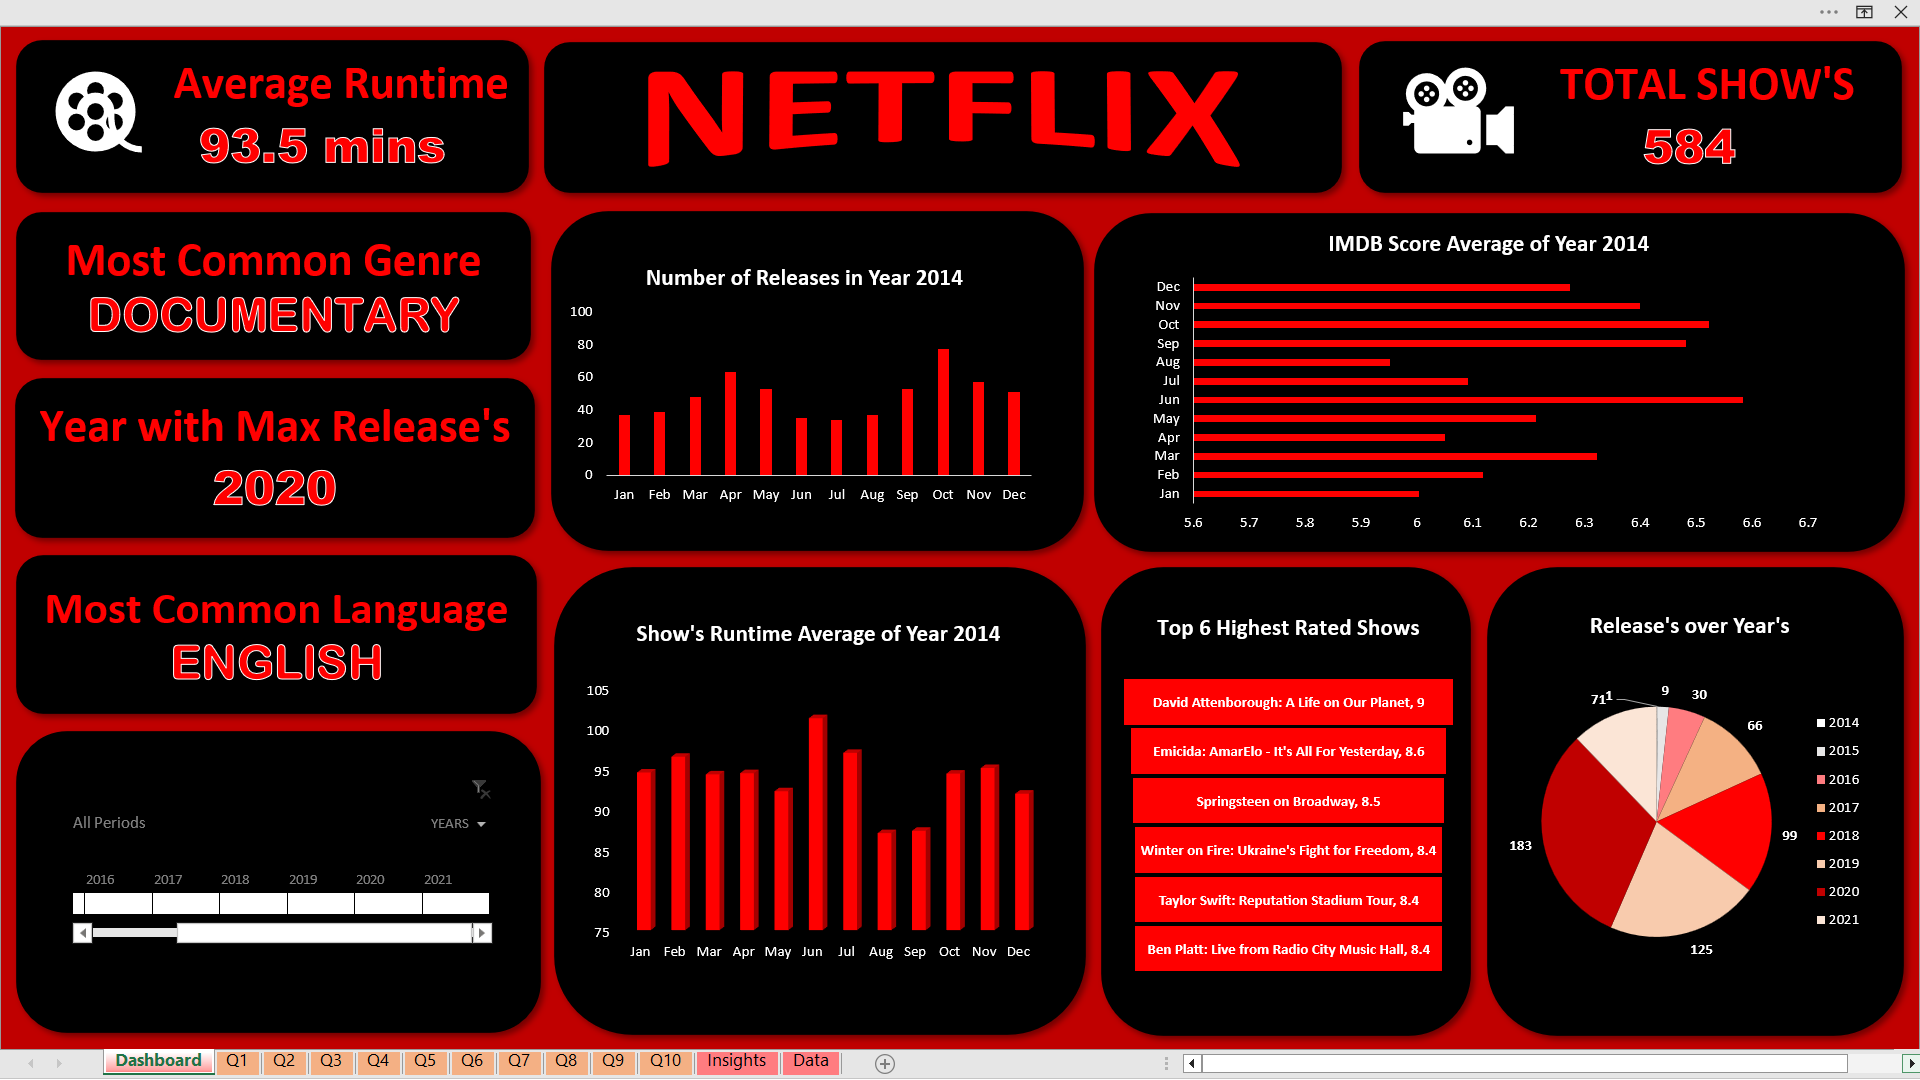 Average Runtime
93.5 mins
NETFLIX
TOTAL SHOW'S
584
Most Common Genre
DOCUMENTARY
Year with Max Release's
2020
Most Common Language
ENGLISH
All Periods
YEARS
2016 2017 2018 2019 2020 2021
Number of Releases in Year 2014
100
80
60
40
20
0
Jan Feb Mar Apr May Jun Jul Aug Sep Oct Nov Dec
IMDB Score Average of Year 2014
Dec
Nov
Oct
Sep
Aug
Jul
Jun
May
Apr
Mar
Feb
Jan
5.6 5.7 5.8 5.9 6 6.1 6.2 6.3 6.4 6.5 6.6 6.7
Show's Runtime Average of Year 2014
105
100
95
90
85
80
75
Jan Feb Mar Apr May Jun Jul Aug Sep Oct Nov Dec
Top 6 Highest Rated Shows
David Attenborough: A Life on Our Planet, 9
Emicida: AmarElo - It's All For Yesterday, 8.6
Springsteen on Broadway, 8.5
Winter on Fire: Ukraine's Fight for Freedom, 8.4
Taylor Swift: Reputation Stadium Tour, 8.4
Ben Platt: Live from Radio City Music Hall, 8.4
Release's over Year's
71 1 9 30
66
99
183
125
2014
2015
2016
2017
2018
2019
2020
2021
Dashboard Q1 Q2 Q3 Q4 Q5 Q6 Q7 Q8 Q9 Q10 Insights Data